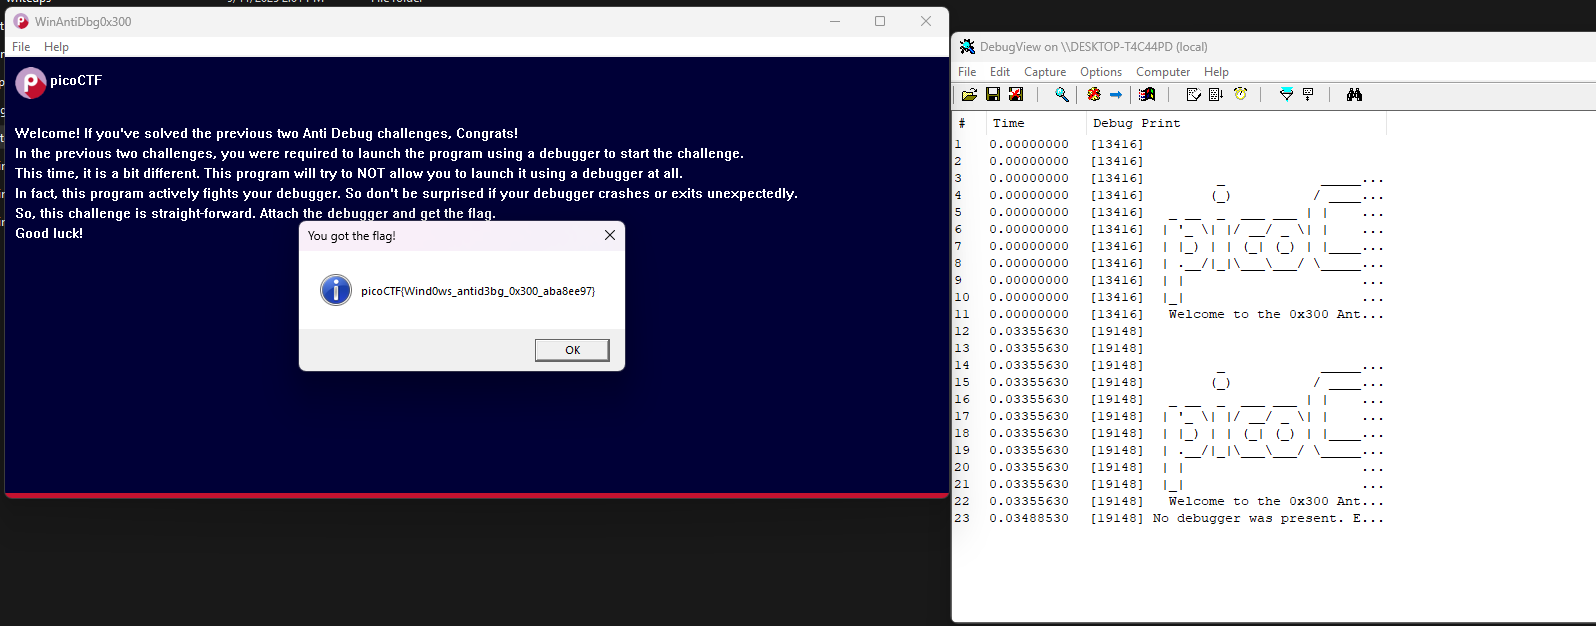 WinAntiDbg0x300
File Help
picoCTF
Welcome! If you've solved the previous two Anti Debug challenges, Congrats!
In the previous two challenges, you were required to launch the program using a debugger to start the challenge.
This time, it is a bit different. This program will try to NOT allow you to launch it using a debugger at all.
In fact, this program actively fights your debugger. So don't be surprised if your debugger crashes or exits unexpectedly.
So, this challenge is straight-forward. Attach the debugger and get the flag.
Good luck!
You got the flag!
picoCTF{Wind0ws_antid3bg_0x300_aba8ee97}
OK
DebugView on \\DESKTOP-T4C44PD (local)
File Edit Capture Options Computer Help
# Time Debug Print
1 0.00000000 [13416]
2 0.00000000 [13416]
3 0.00000000 [13416] _ _____...
4 0.00000000 [13416] (_) / ____...
5 0.00000000 [13416] _ __ _ ___ ___ | | ...
6 0.00000000 [13416] | '_ \| |/ __/ _ \| | ...
7 0.00000000 [13416] | |_) | | (_| (_) | |____...
8 0.00000000 [13416] | .__/|_|\___\___/ \_____...
9 0.00000000 [13416] | | ...
10 0.00000000 [13416] |_| ...
11 0.00000000 [13416] Welcome to the 0x300 Ant...
12 0.03355630 [19148]
13 0.03355630 [19148]
14 0.03355630 [19148] _ _____...
15 0.03355630 [19148] (_) / ____...
16 0.03355630 [19148] _ __ _ ___ ___ | | ...
17 0.03355630 [19148] | '_ \| |/ __/ _ \| | ...
18 0.03355630 [19148] | |_) | | (_| (_) | |____...
19 0.03355630 [19148] | .__/|_|\___\___/ \_____...
20 0.03355630 [19148] | | ...
21 0.03355630 [19148] |_| ...
22 0.03355630 [19148] Welcome to the 0x300 Ant...
23 0.03488530 [19148] No debugger was present. E...